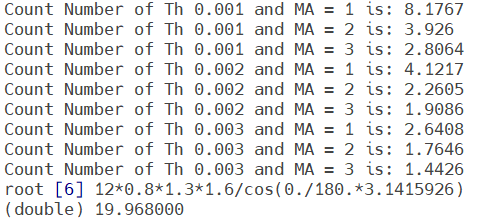 Count Number of Th 0.001 and MA = 1 is: 8.1767
Count Number of Th 0.001 and MA = 2 is: 3.926
Count Number of Th 0.001 and MA = 3 is: 2.8064
Count Number of Th 0.002 and MA = 1 is: 4.1217
Count Number of Th 0.002 and MA = 2 is: 2.2605
Count Number of Th 0.002 and MA = 3 is: 1.9086
Count Number of Th 0.003 and MA = 1 is: 2.6408
Count Number of Th 0.003 and MA = 2 is: 1.7646
Count Number of Th 0.003 and MA = 3 is: 1.4426
root [6] 12*0.8*1.3*1.6/cos(0./180.*3.1415926)
(double) 19.968000